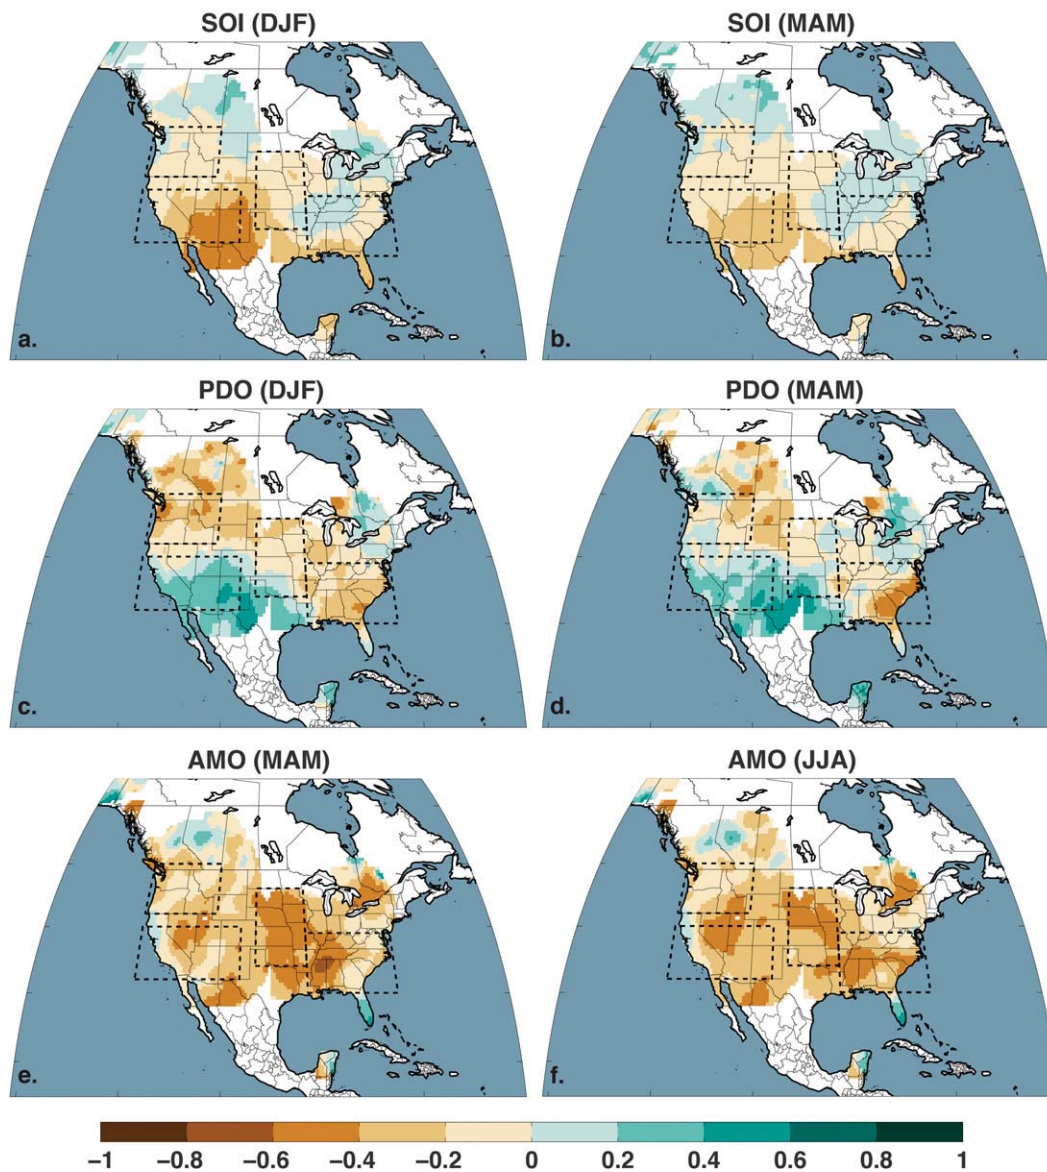 SOI (DJF)
SOI (MAM)
a.
b.
PDO (DJF)
PDO (MAM)
c.
d.
AMO (MAM)
AMO (JJA)
e.
f.
−1 −0.8 −0.6 −0.4 −0.2 0 0.2 0.4 0.6 0.8 1